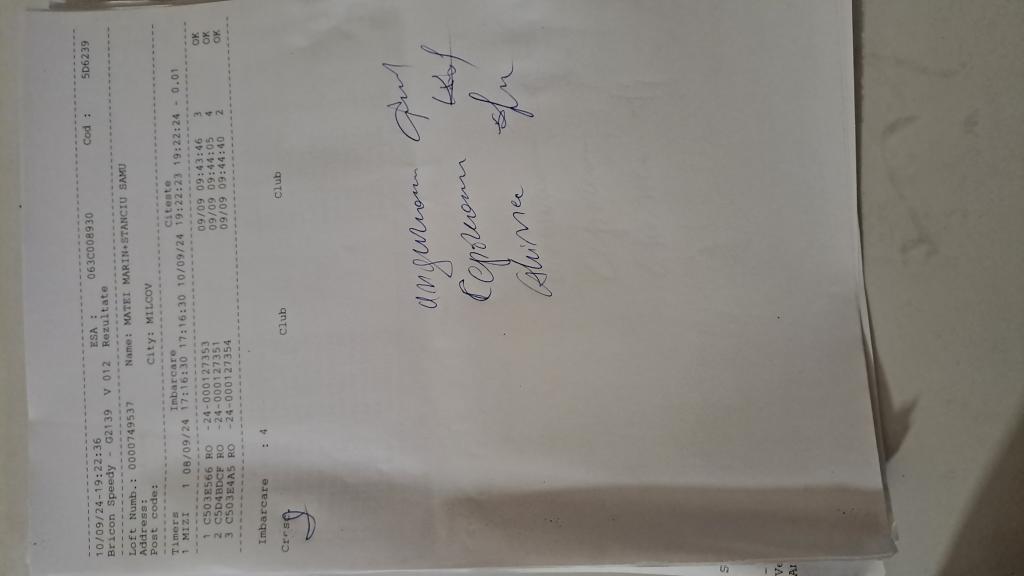 10/09/24-19:22:36 ESA : 063C008930 Cod : 5D6239
Bricon Speedy - G2139 V 012 Rezultate
Loft Numb.: 0000749537 Name: MATEI MARIN+STANCIU SAMU
Address:
Post code: City: MILCOV
Timers Imbarcare Citeste
1 MIZI 1 08/09/24 17:16:30 17:16:30 10/09/24 19:22:23 19:22:24 - 0.01
1 C503E566 RO -24-000127353 09/09 09:43:46 3 OK
2 C5D4BDCF RO -24-000127351 09/09 09:44:05 4 OK
3 C503E4A5 RO -24-000127354 09/09 09:44:40 2 OK
Imbarcare : 4
Club Club